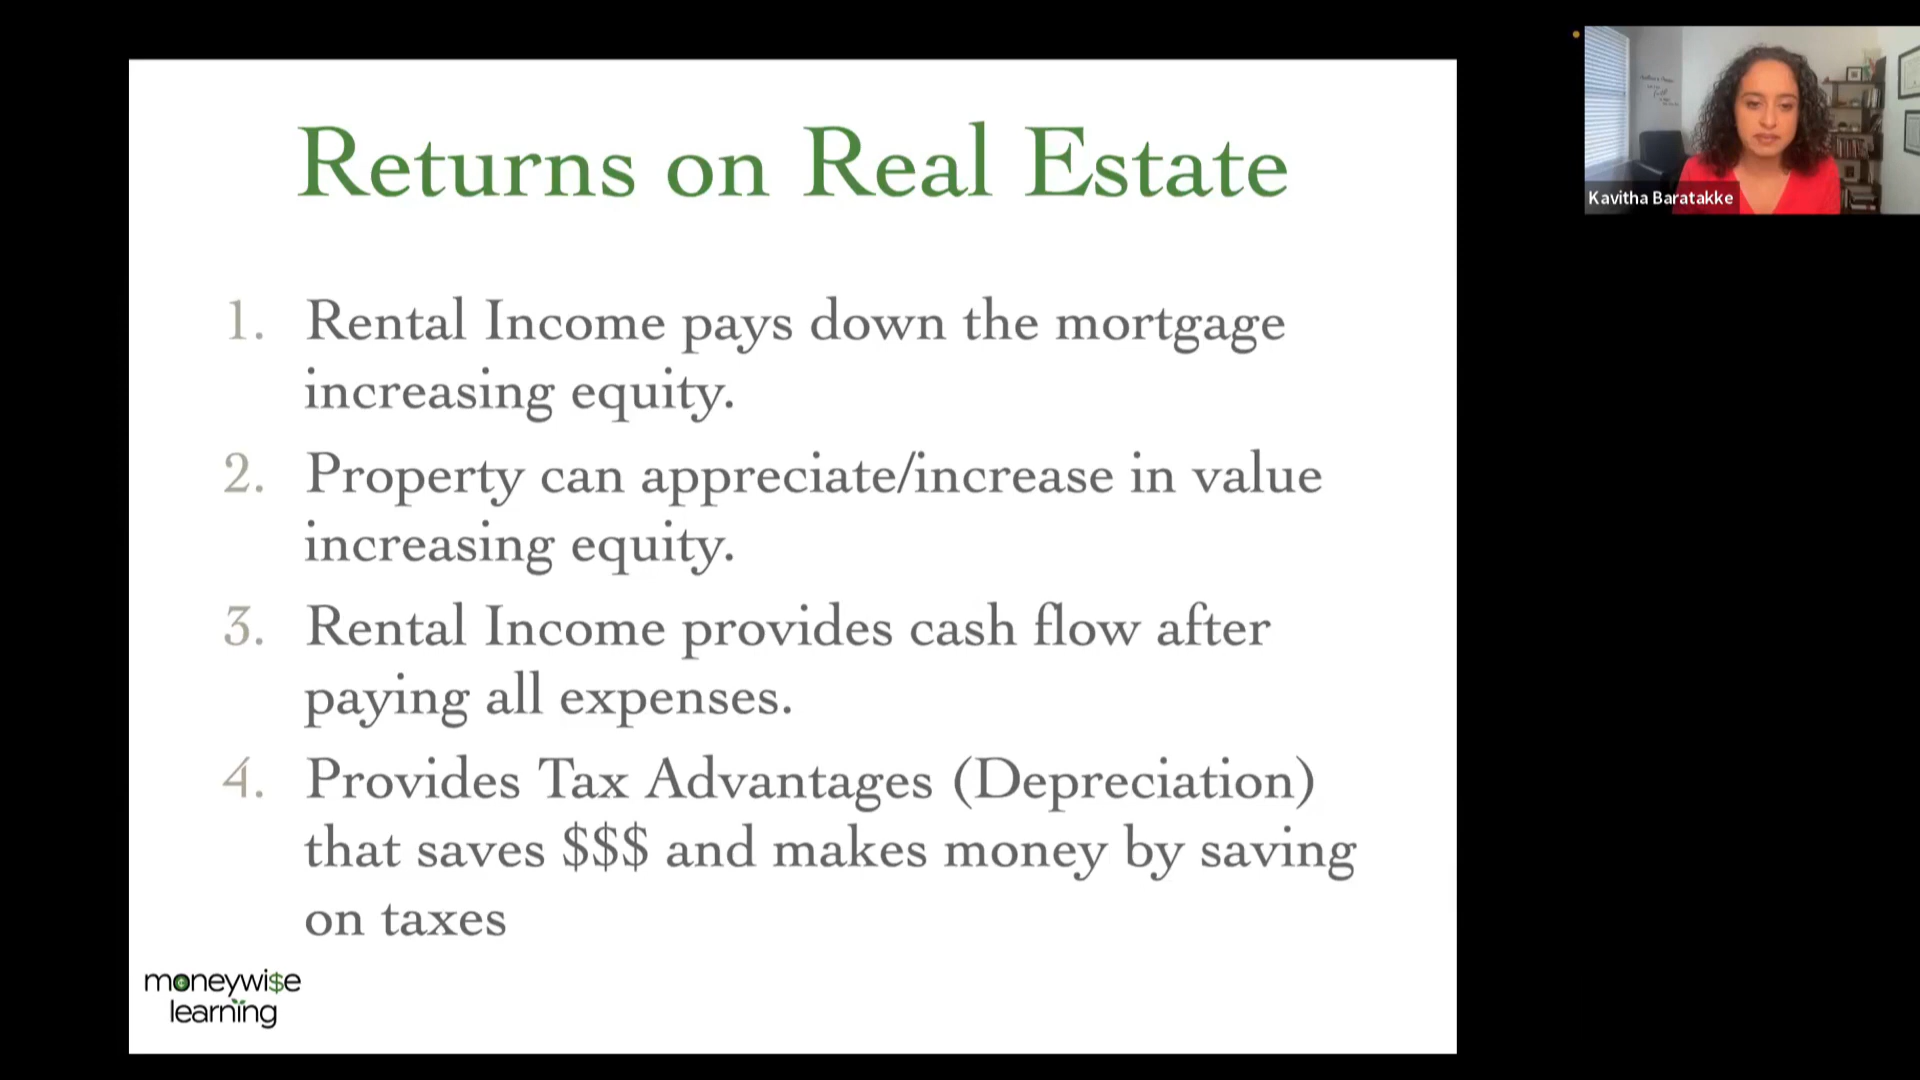 Returns on Real Estate
1. Rental Income pays down the mortgage
increasing equity.
2. Property can appreciate/increase in value
increasing equity.
3. Rental Income provides cash flow after
paying all expenses.
4. Provides Tax Advantages (Depreciation)
that saves $$$ and makes money by saving
on taxes
moneywi$e
learning
Kavitha Baratakke